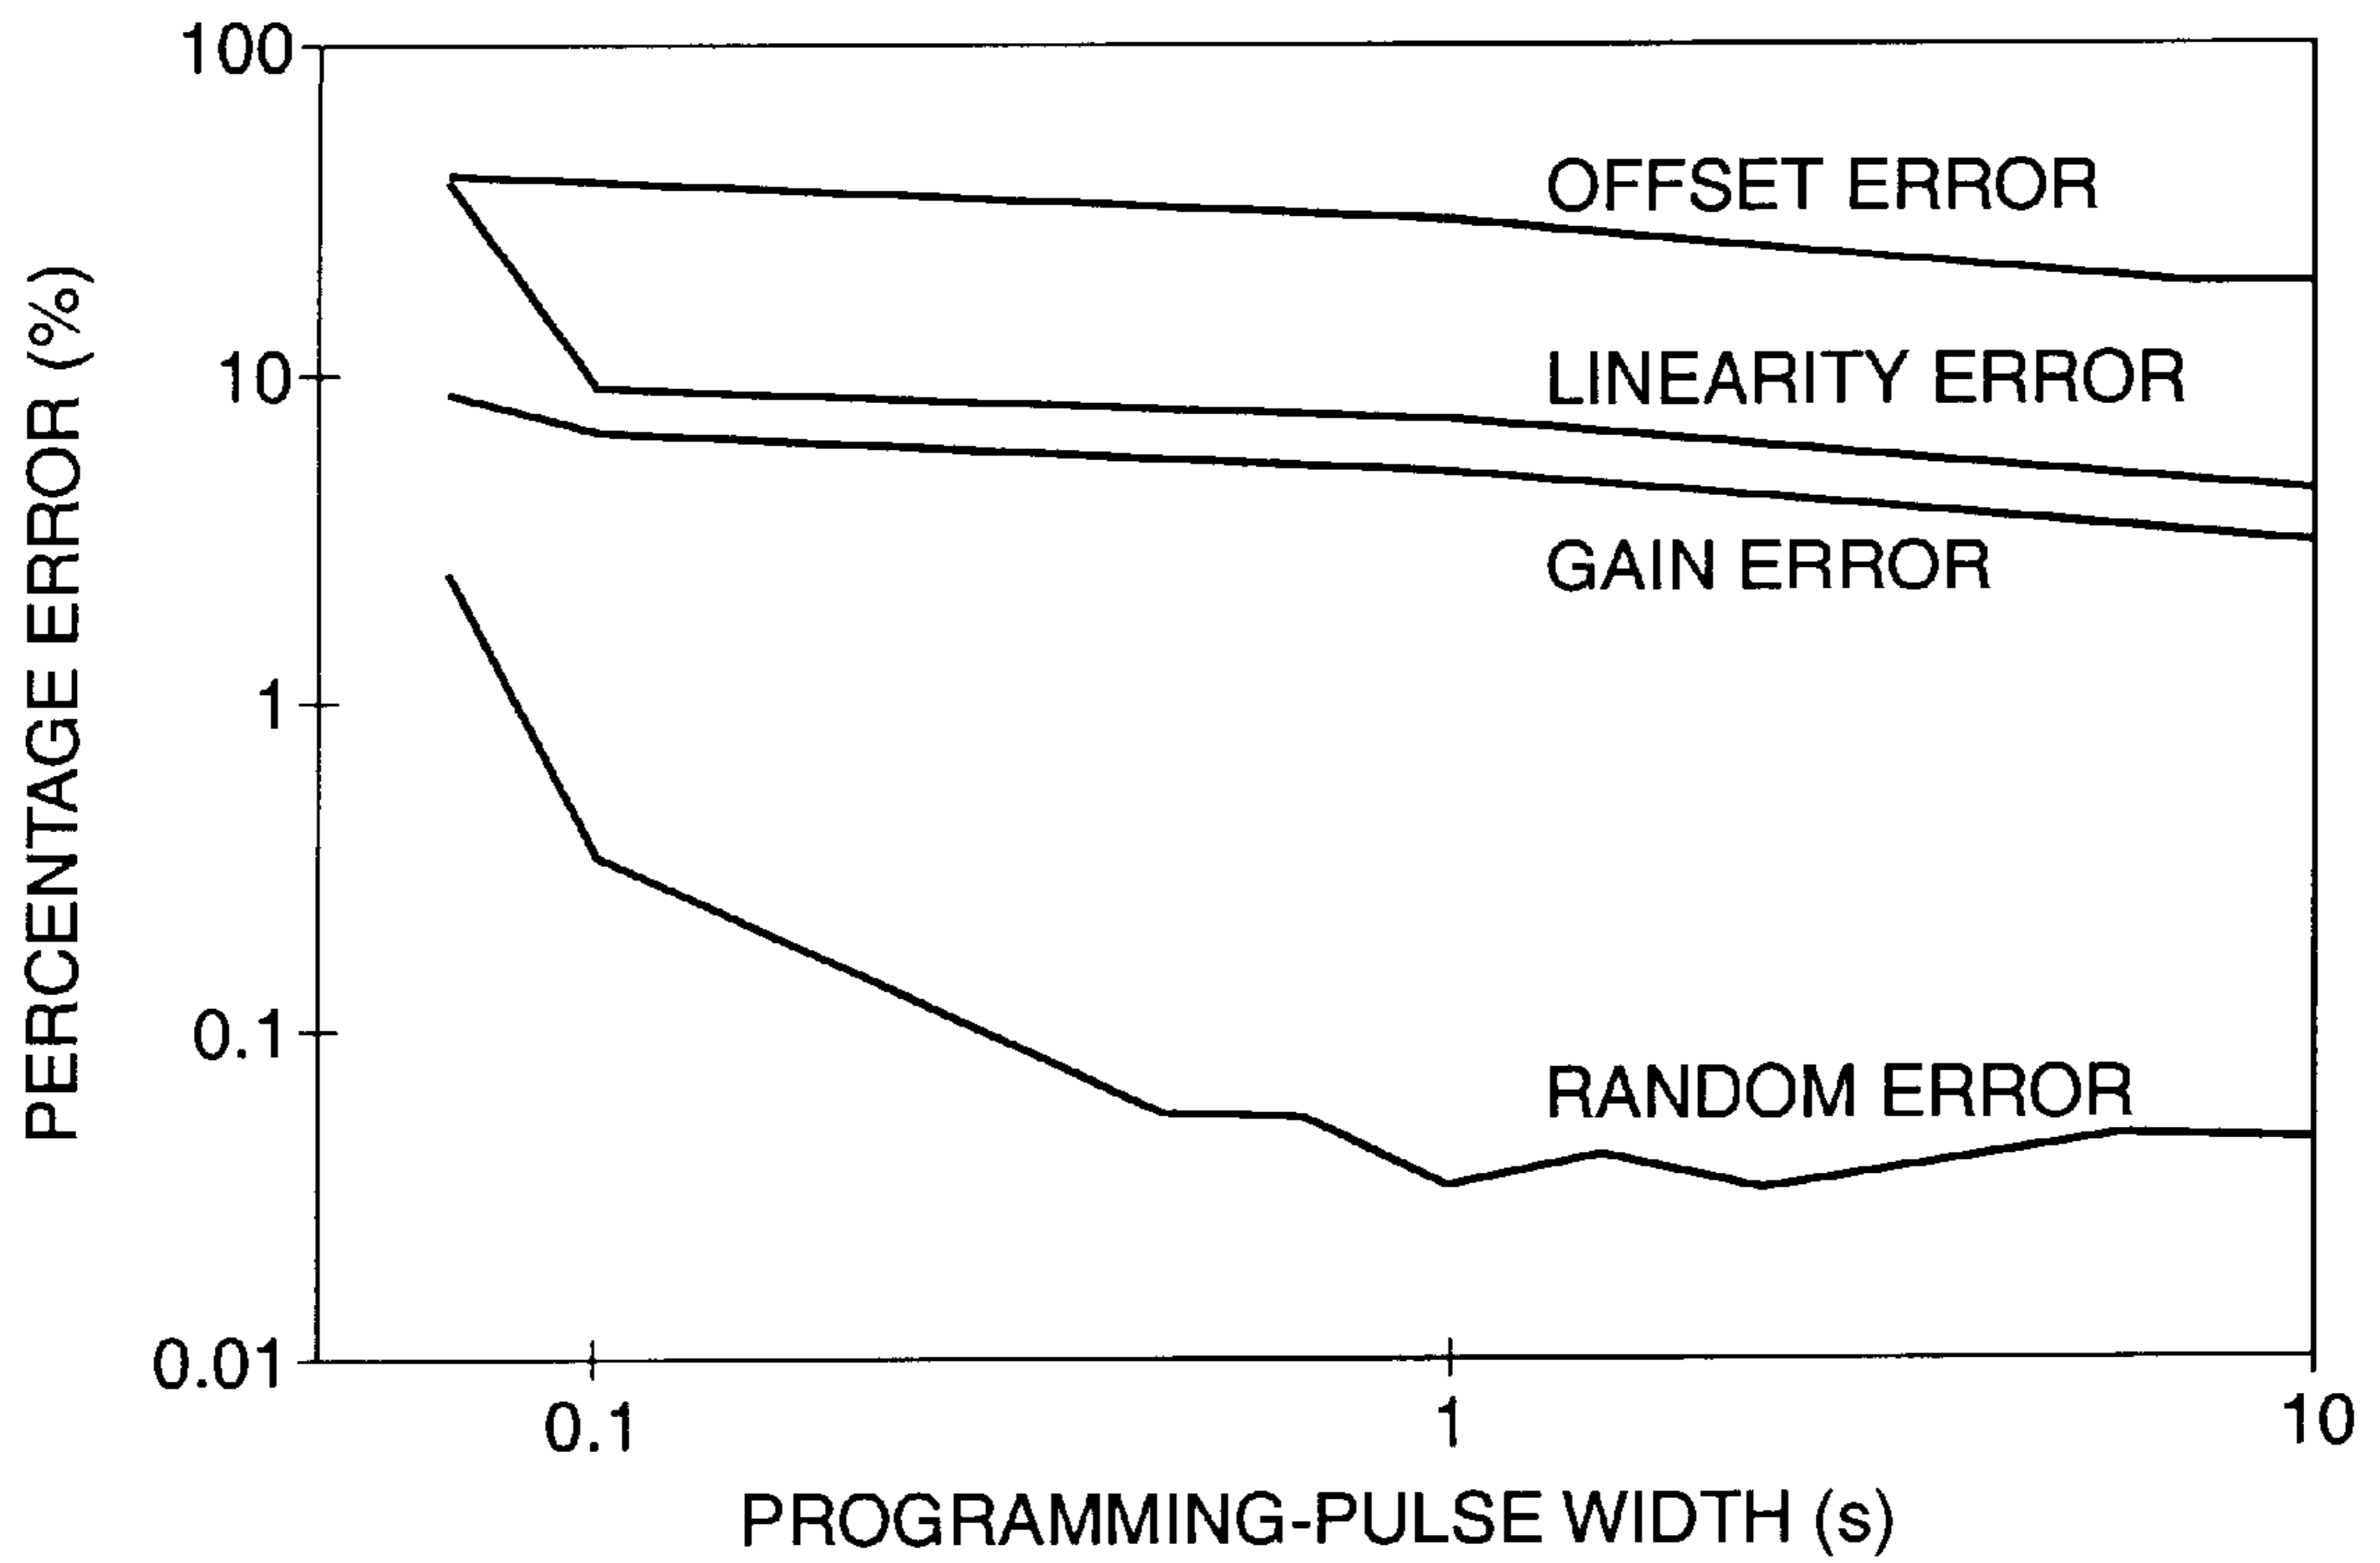 100
OFFSET ERROR
10
LINEARITY ERROR
GAIN ERROR
1
0.1
RANDOM ERROR
0.01
0.1 1 10
PERCENTAGE ERROR (%)
PROGRAMMING-PULSE WIDTH (s)